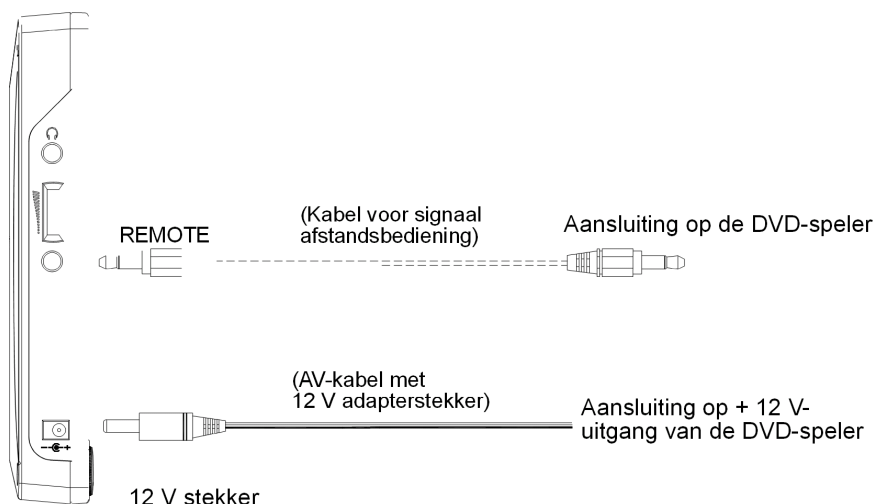 REMOTE
(Kabel voor signaal
afstandsbediening)
Aansluiting op de DVD-speler
(AV-kabel met
12 V adapterstekker)
Aansluiting op + 12 V-
uitgang van de DVD-speler
12 V stekker